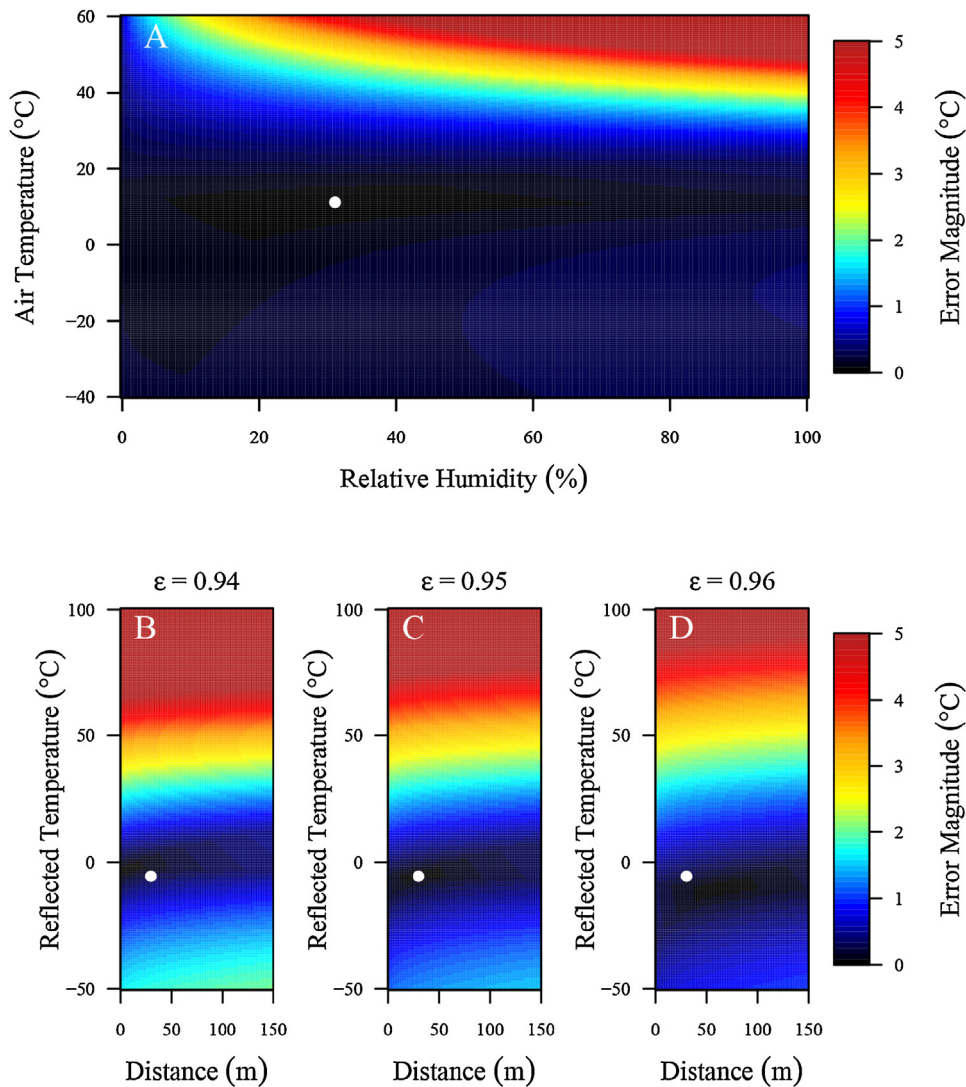 A
60
40
20
0
−20
−40
Air Temperature (°C)
0 20 40 60 80 100
Relative Humidity (%)
5
4
3
2
1
0
Error Magnitude (°C)
ε = 0.94
B
100
50
0
−50
Reflected Temperature (°C)
0 50 100 150
Distance (m)
ε = 0.95
C
100
50
0
−50
Reflected Temperature (°C)
0 50 100 150
Distance (m)
ε = 0.96
D
100
50
0
−50
Reflected Temperature (°C)
0 50 100 150
Distance (m)
5
4
3
2
1
0
Error Magnitude (°C)